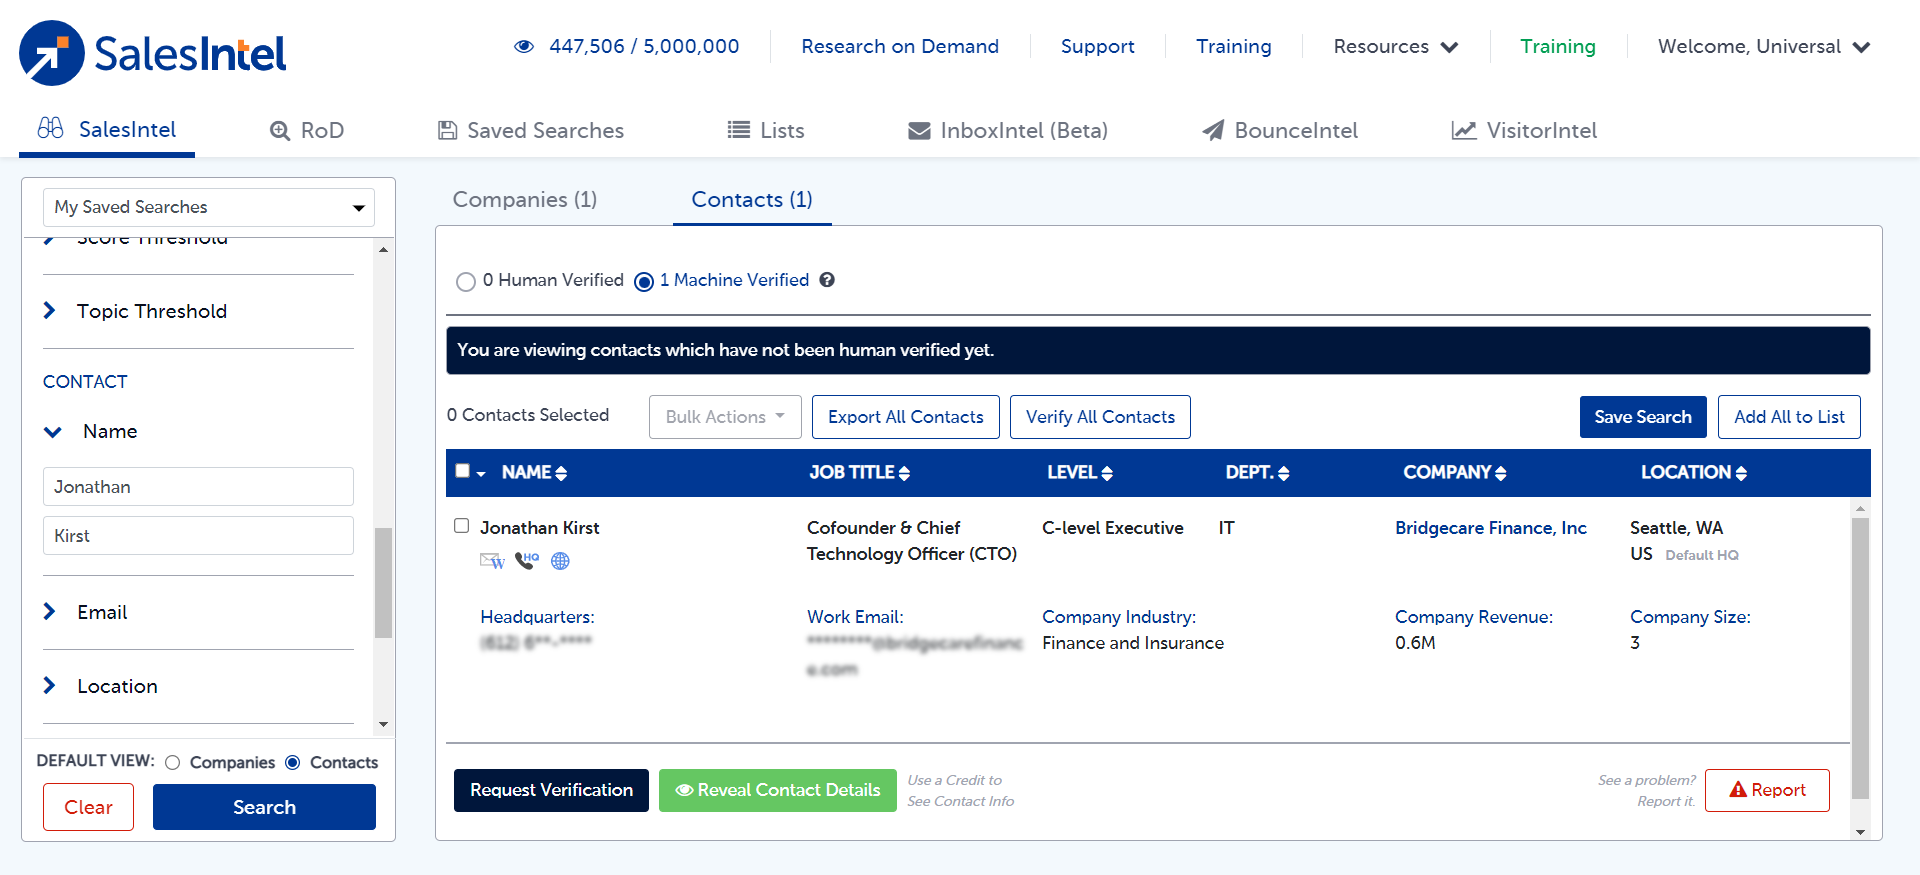 SalesIntel
447,506 / 5,000,000
Research on Demand
Support
Training
Resources
Training
Welcome, Universal
SalesIntel
RoD
Saved Searches
Lists
InboxIntel (Beta)
BounceIntel
VisitorIntel
My Saved Searches
Score Threshold
Topic Threshold
CONTACT
Name
Jonathan
Kirst
Email
Location
DEFAULT VIEW: Companies Contacts
Clear
Search
Companies (1)
Contacts (1)
0 Human Verified 1 Machine Verified
You are viewing contacts which have not been human verified yet.
0 Contacts Selected
Bulk Actions
Export All Contacts
Verify All Contacts
Save Search
Add All to List
NAME JOB TITLE LEVEL DEPT. COMPANY LOCATION
Jonathan Kirst
W HQ
Cofounder & Chief
Technology Officer (CTO)
C-level Executive
IT
Bridgecare Finance, Inc
Seattle, WA
US Default HQ
Headquarters:
(612) 6**-****
Work Email:
********@bridgecarefinanc
e.com
Company Industry:
Finance and Insurance
Company Revenue:
0.6M
Company Size:
3
Request Verification
Reveal Contact Details
Use a Credit to
See Contact Info
See a problem?
Report it.
Report